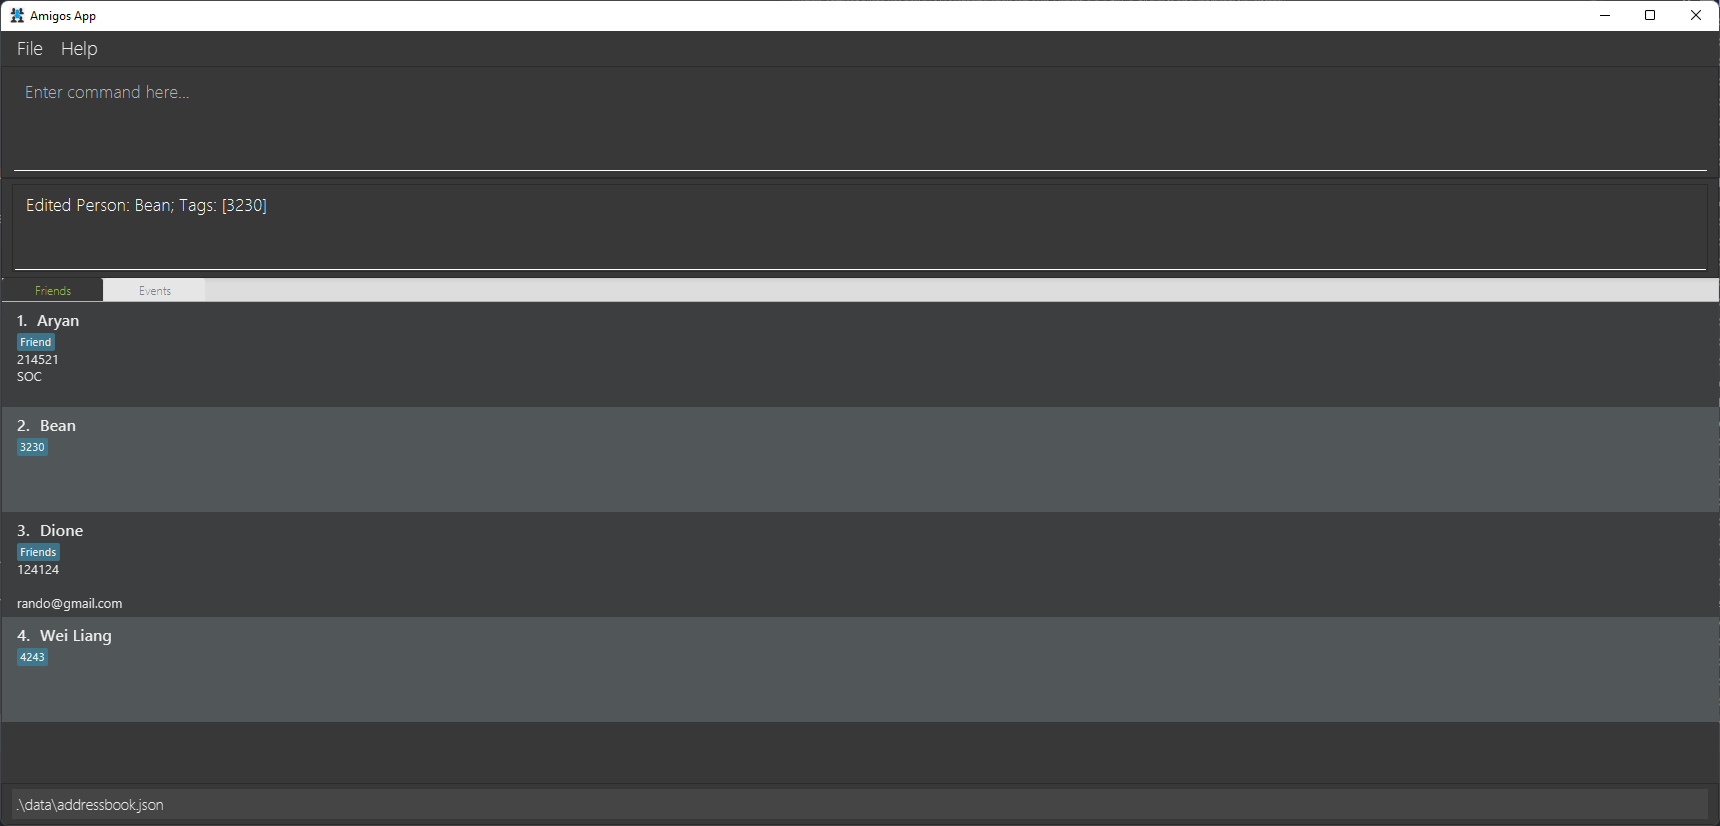 Amigos App
File Help
Enter command here...
Edited Person: Bean; Tags: [3230]
Friends Events
1. Aryan
Friend
214521
SOC
2. Bean
3230
3. Dione
Friends
124124
rando@gmail.com
4. Wei Liang
4243
.\data\addressbook.json